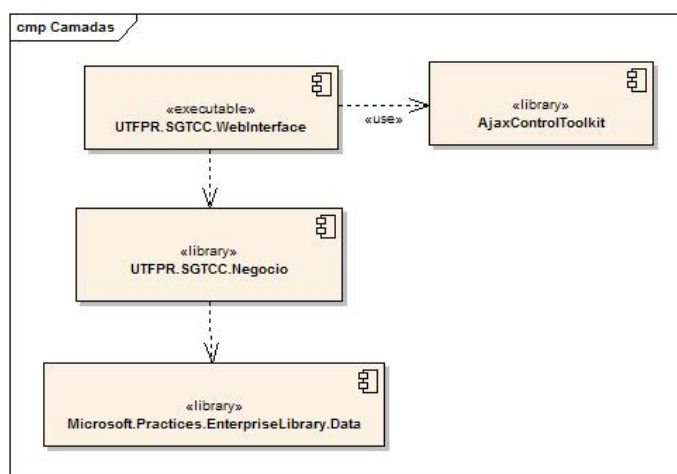 cmp Camadas
«executable»
UTFPR.SGTCC.WebInterface
«use»
«library»
AjaxControlToolkit
«library»
UTFPR.SGTCC.Negocio
«library»
Microsoft.Practices.EnterpriseLibrary.Data